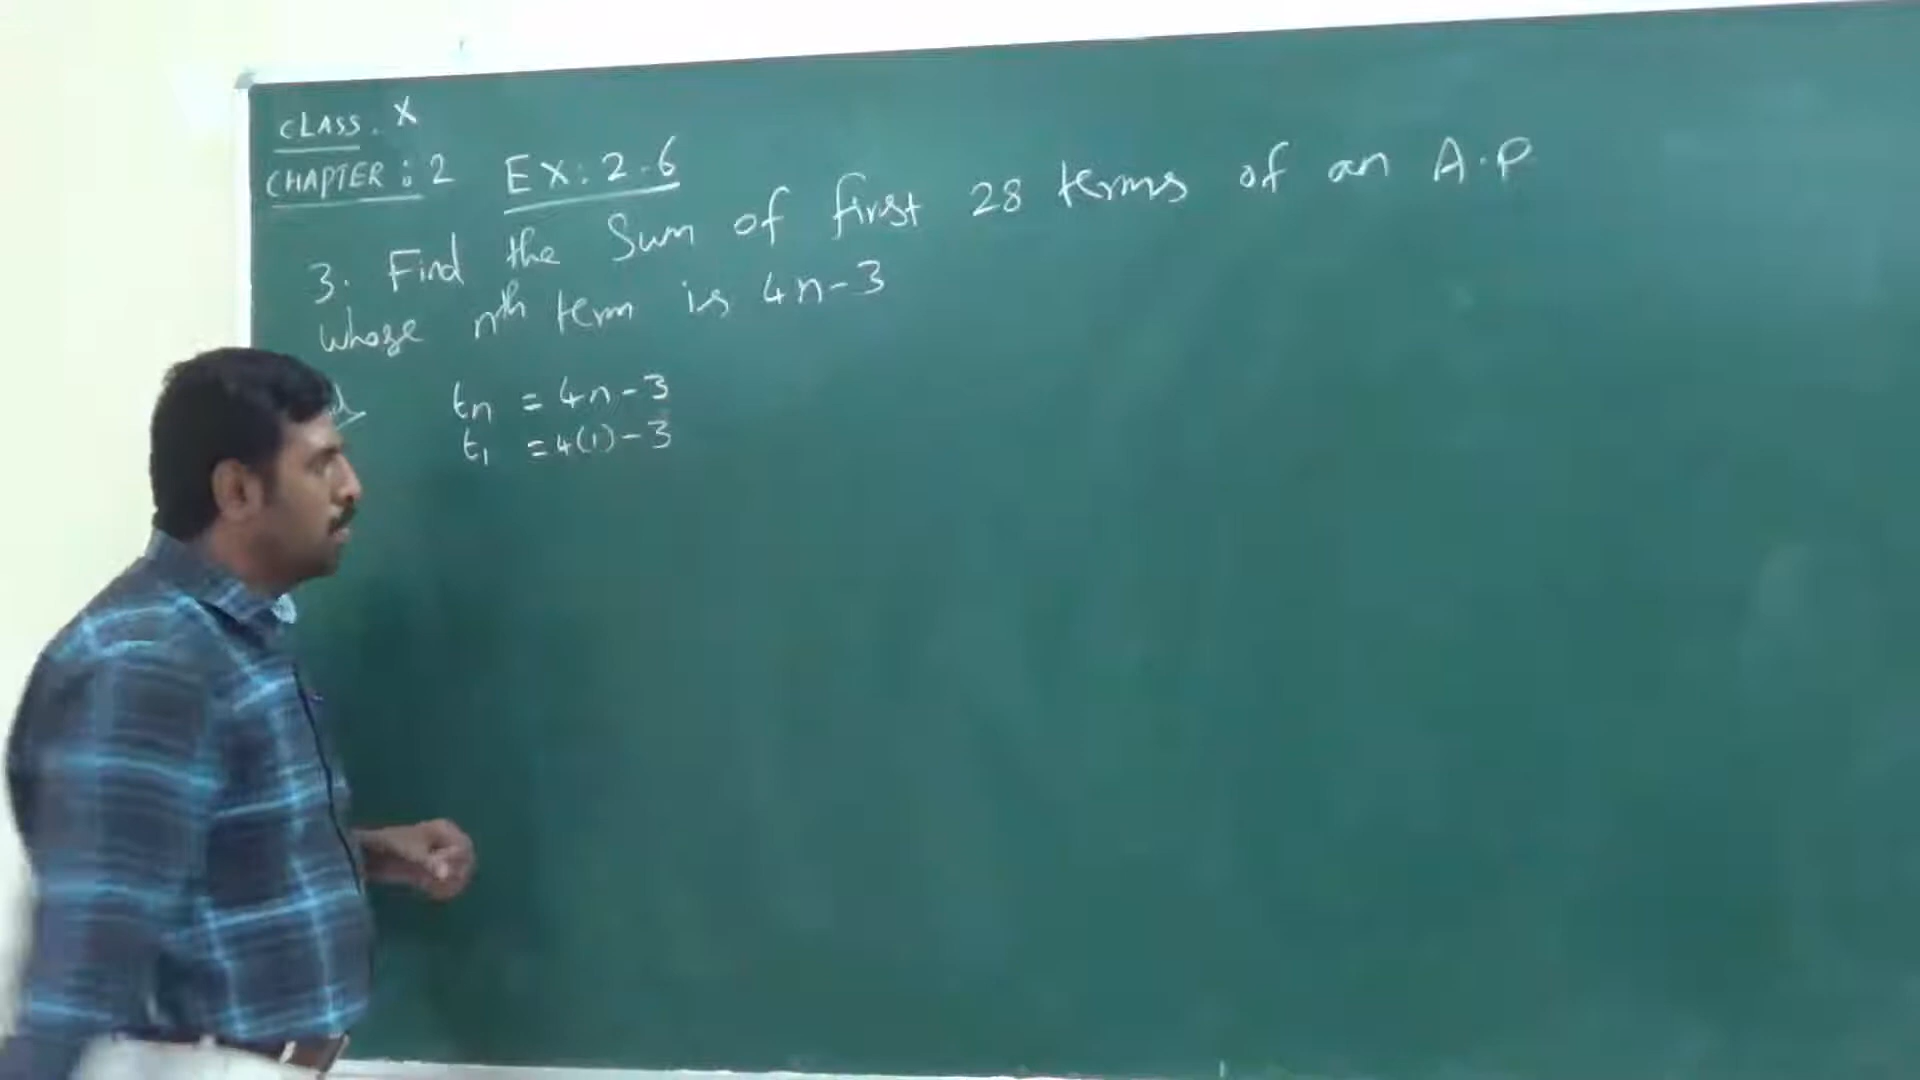 CLASS. X
CHAPTER: 2 EX: 2.6
3. Find the Sum of first 28 terms of an A.P
whose nth term is 4n-3
tn = 4n-3
t1 = 4(1)-3